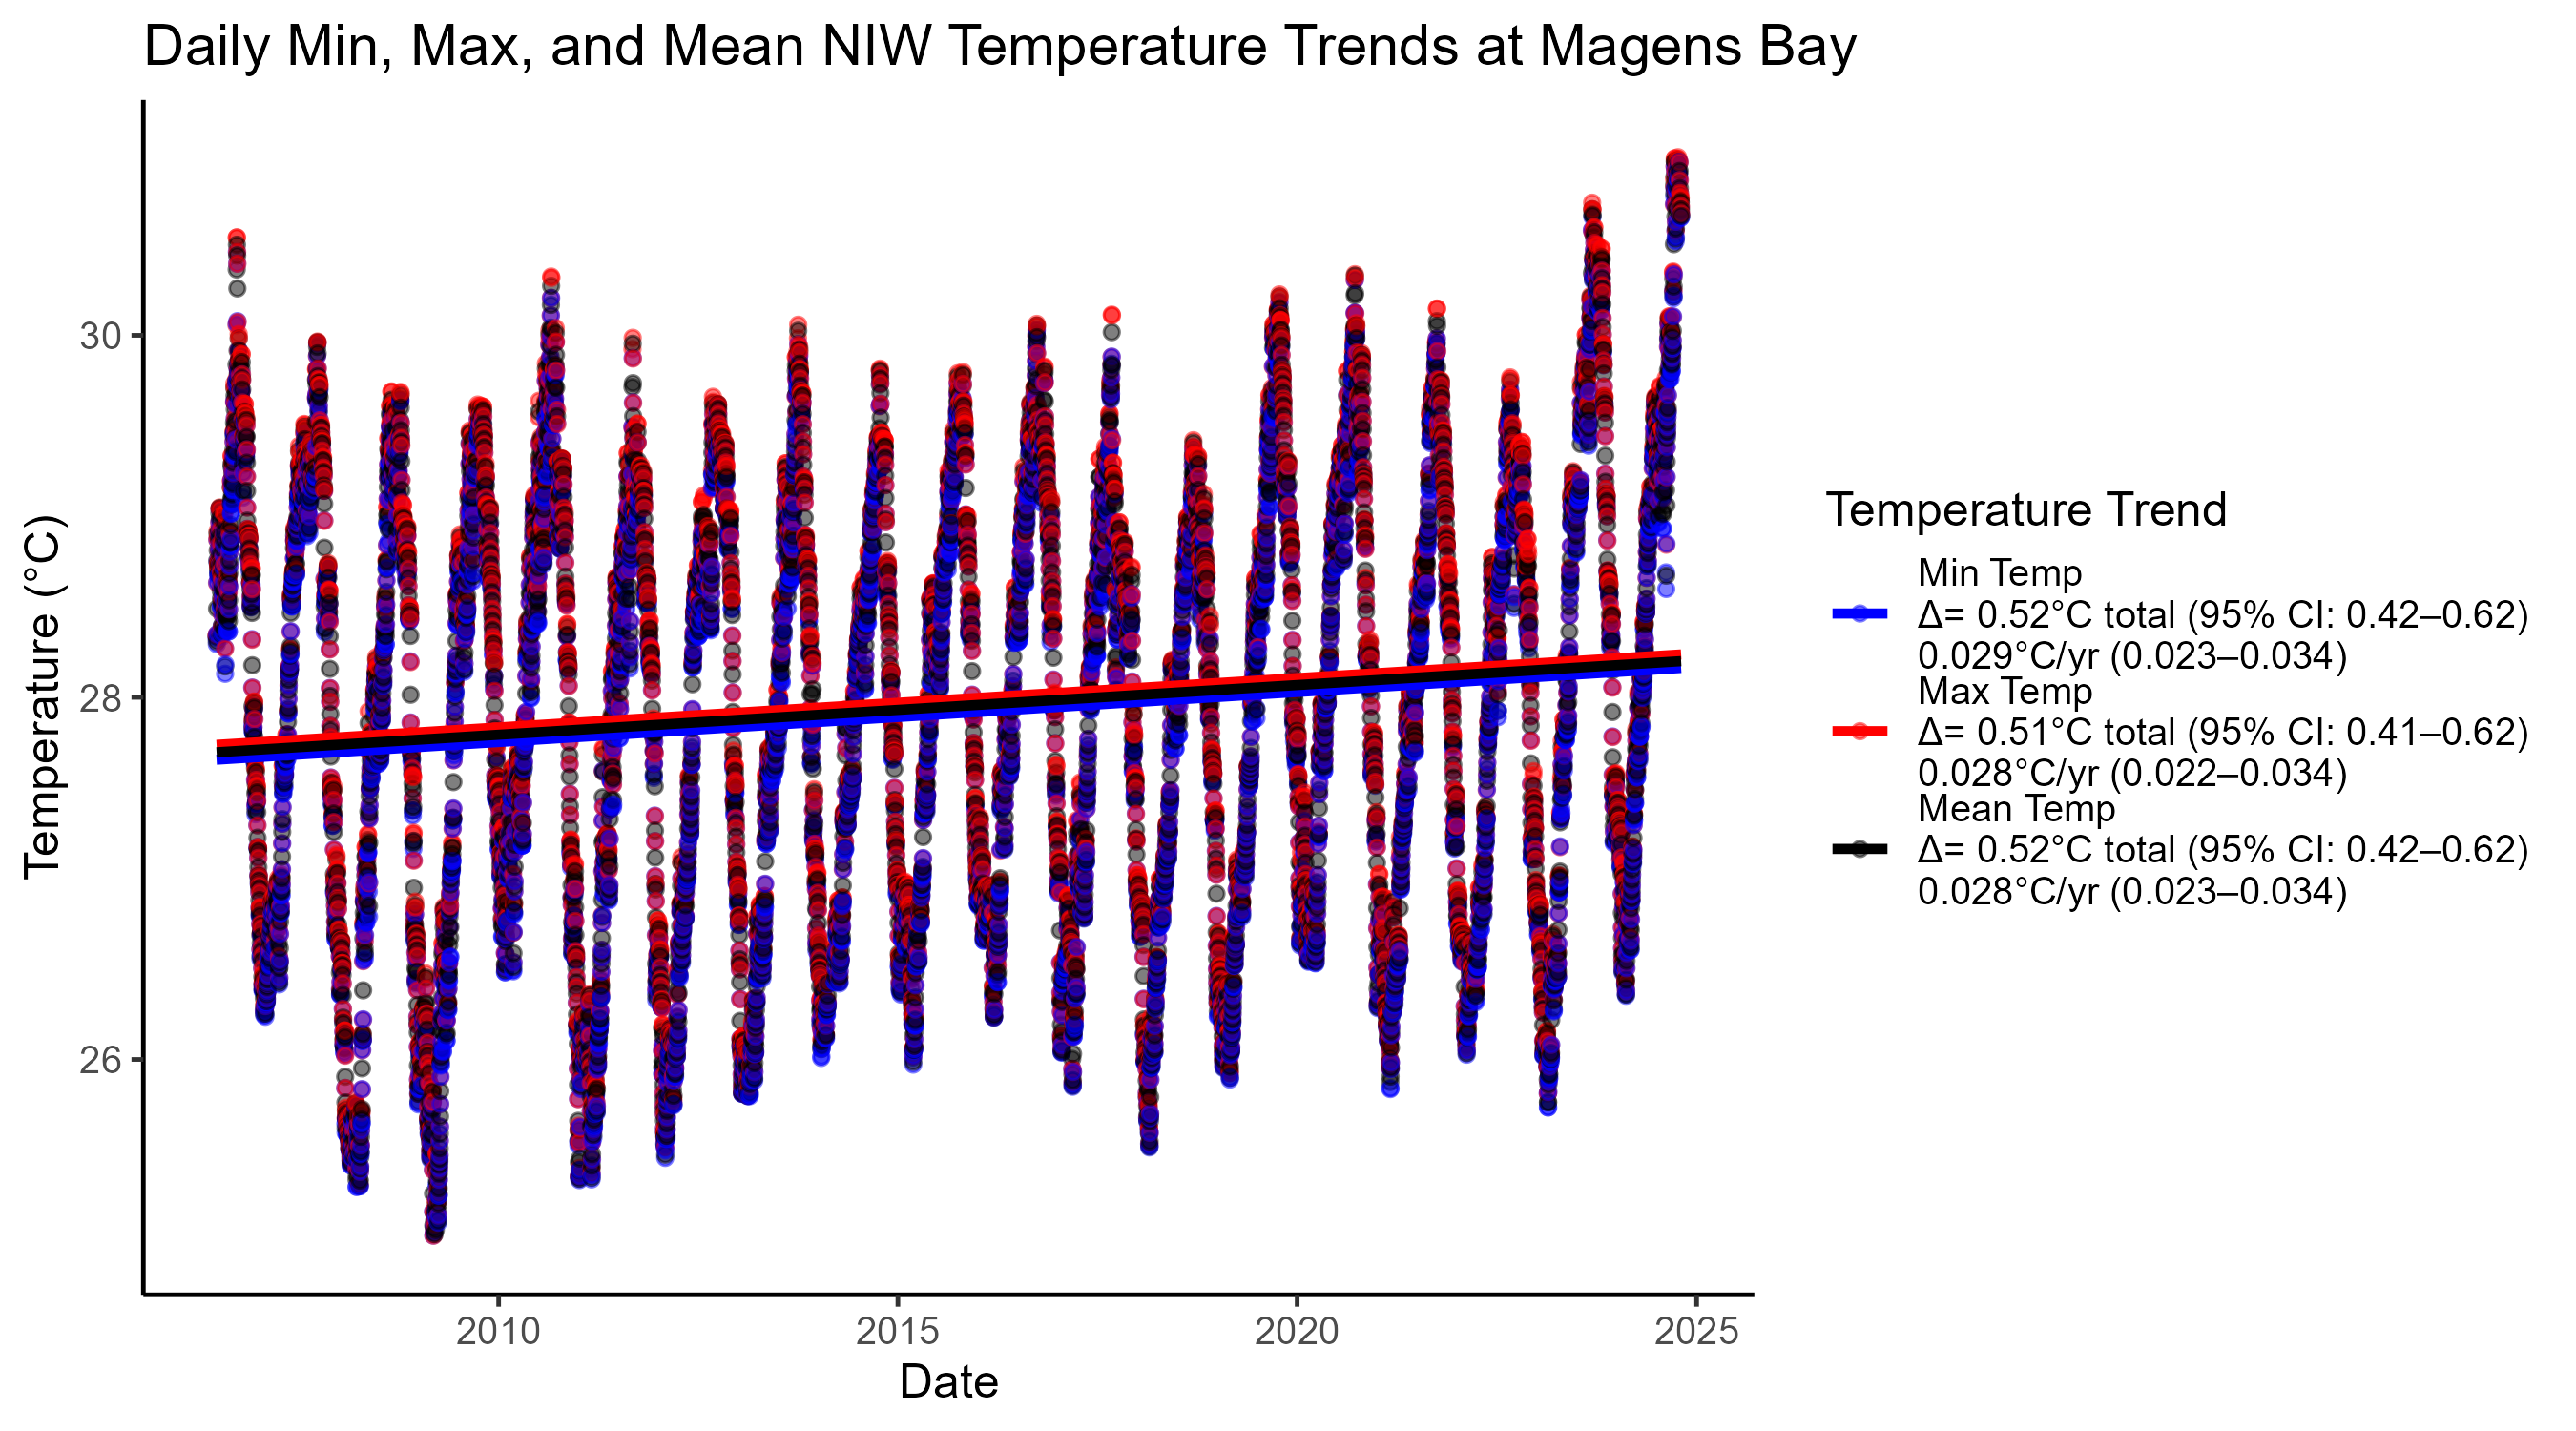 Daily Min, Max, and Mean NIW Temperature Trends at Magens Bay
Temperature (°C)
30
28
26
2010
2015
2020
2025
Date
Temperature Trend
Min Temp
Δ= 0.52°C total (95% CI: 0.42–0.62)
0.029°C/yr (0.023–0.034)
Max Temp
Δ= 0.51°C total (95% CI: 0.41–0.62)
0.028°C/yr (0.022–0.034)
Mean Temp
Δ= 0.52°C total (95% CI: 0.42–0.62)
0.028°C/yr (0.023–0.034)